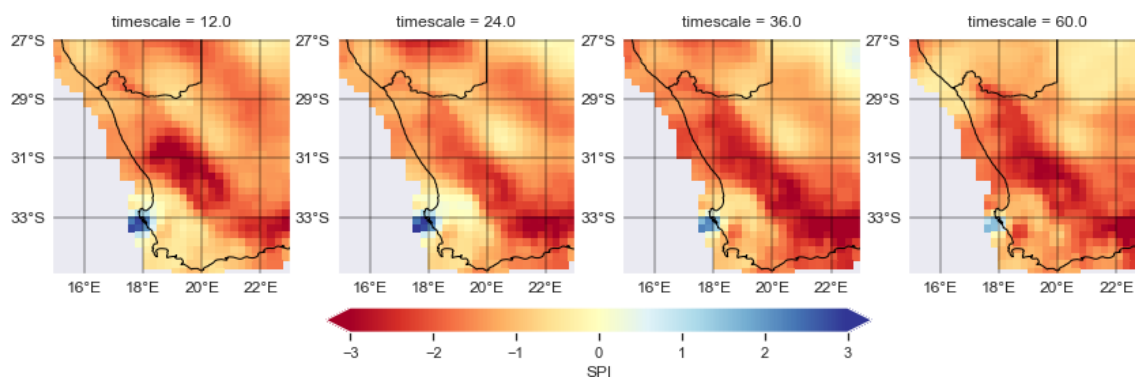 timescale = 12.0 timescale = 24.0 timescale = 36.0 timescale = 60.0
27°S 27°S 27°S 27°S
29°S 29°S 29°S 29°S
31°S 31°S 31°S 31°S
33°S 33°S 33°S 33°S
16°E 18°E 20°E 22°E 16°E 18°E 20°E 22°E 16°E 18°E 20°E 22°E 16°E 18°E 20°E 22°E
−3 −2 −1 0 1 2 3
SPI